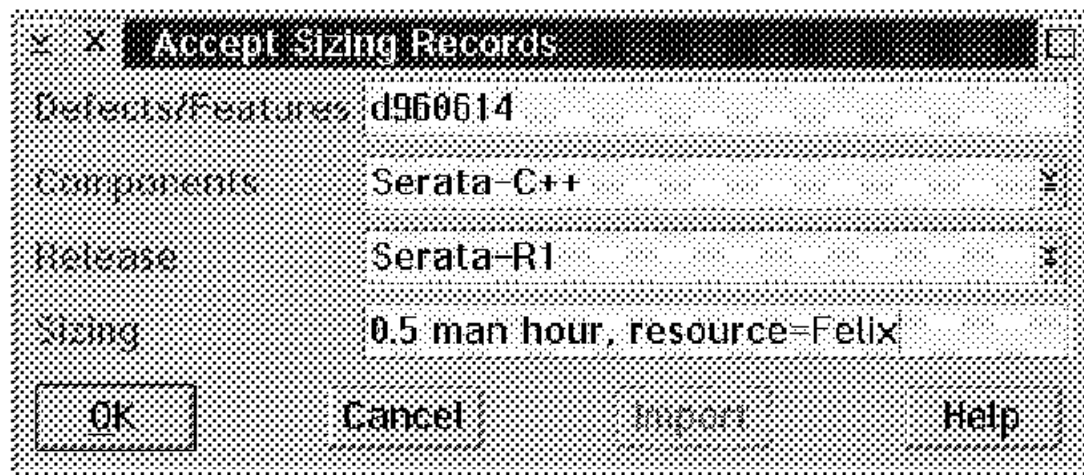 Accept Sizing Records
Defects/Features d960614
Components Serata-C++
Release Serata-R1
Sizing 0.5 man hour, resource=Felix
OK Cancel Import Help